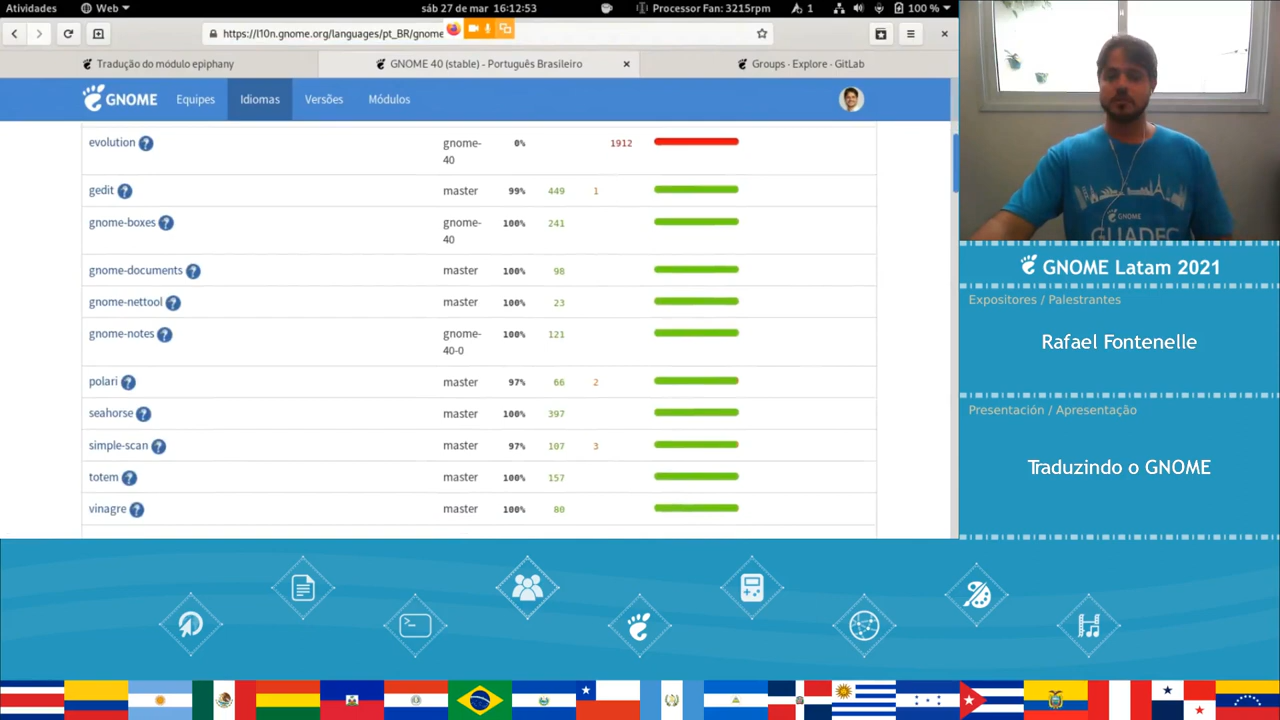 Atividades
Web
sáb 27 de mar 16:12:53
Processor Fan: 3215rpm
1
100 %
https://l10n.gnome.org/languages/pt_BR/gnome
Tradução do módulo epiphany
GNOME 40 (stable) - Português Brasileiro
Groups · Explore · GitLab
GNOME
Equipes
Idiomas
Versões
Módulos
evolution ? gnome-40 0% 1912
gedit ? master 99% 449 1
gnome-boxes ? gnome-40 100% 241
gnome-documents ? master 100% 98
gnome-nettool ? master 100% 23
gnome-notes ? gnome-40-0 100% 121
polari ? master 97% 66 2
seahorse ? master 100% 397
simple-scan ? master 97% 107 3
totem ? master 100% 157
vinagre ? master 100% 80
GNOME
GUADEC
GNOME Latam 2021
Expositores / Palestrantes
Rafael Fontenelle
Presentación / Apresentação
Traduzindo o GNOME